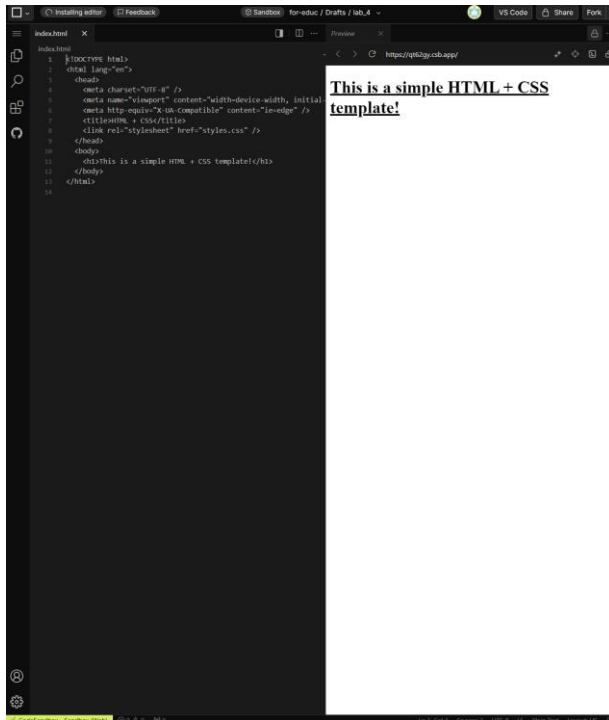 Installing editor Feedback Sandbox for-educ / Drafts / lab_4 VS Code Share Fork
index.html Preview
index.html
https://qt62gy.csb.app/
1 <!DOCTYPE html>
2 <html lang="en">
3 <head>
4 <meta charset="UTF-8" />
5 <meta name="viewport" content="width=device-width, initial-
6 <meta http-equiv="X-UA-Compatible" content="ie=edge" />
7 <title>HTML + CSS</title>
8 <link rel="stylesheet" href="styles.css" />
9 </head>
10 <body>
11 <h1>This is a simple HTML + CSS template!</h1>
12 </body>
13 </html>
14
This is a simple HTML + CSS
template!